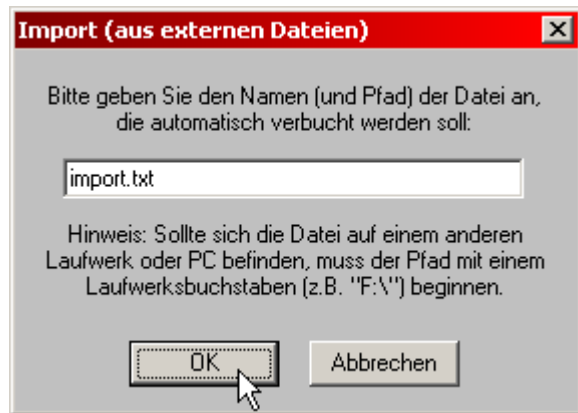 Import (aus externen Dateien)
Bitte geben Sie den Namen (und Pfad) der Datei an,
die automatisch verbucht werden soll:
import.txt
Hinweis: Sollte sich die Datei auf einem anderen
Laufwerk oder PC befinden, muss der Pfad mit einem
Laufwerksbuchstaben (z.B. "F:\") beginnen.
OK
Abbrechen